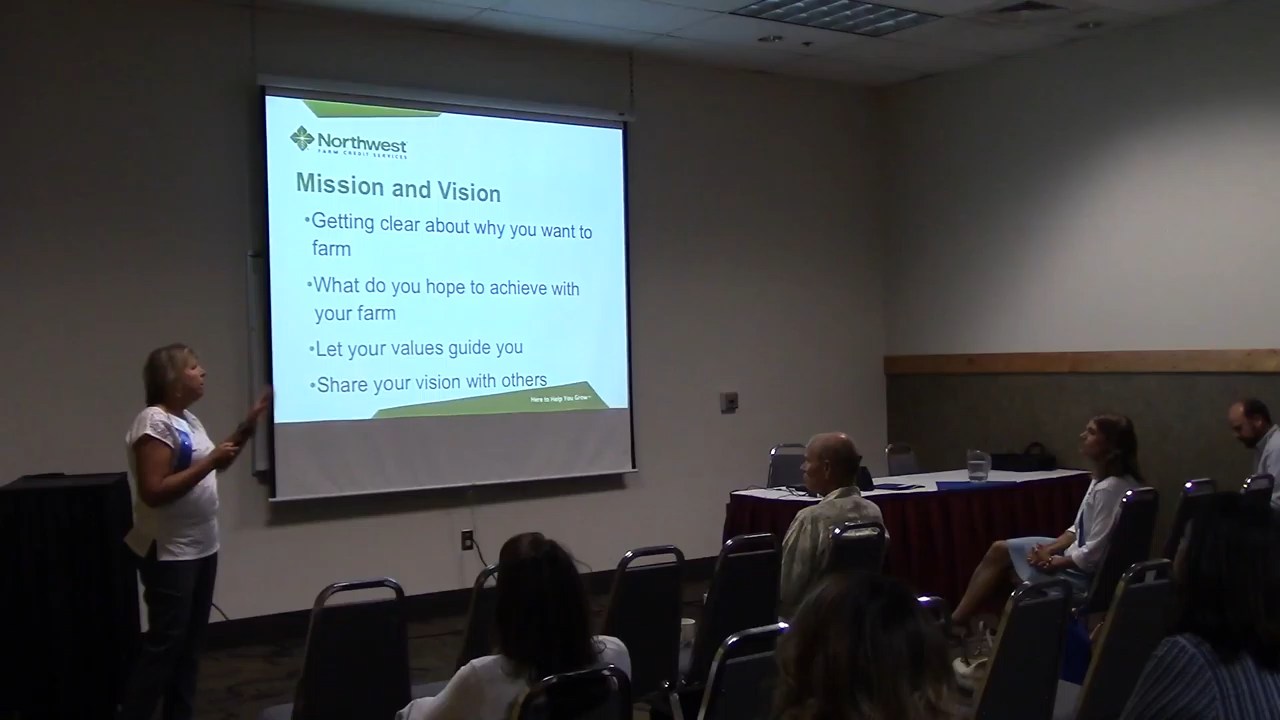 Northwest
FARM CREDIT SERVICES
Mission and Vision
•Getting clear about why you want to
farm
•What do you hope to achieve with
your farm
•Let your values guide you
•Share your vision with others
Here to Help You Grow™